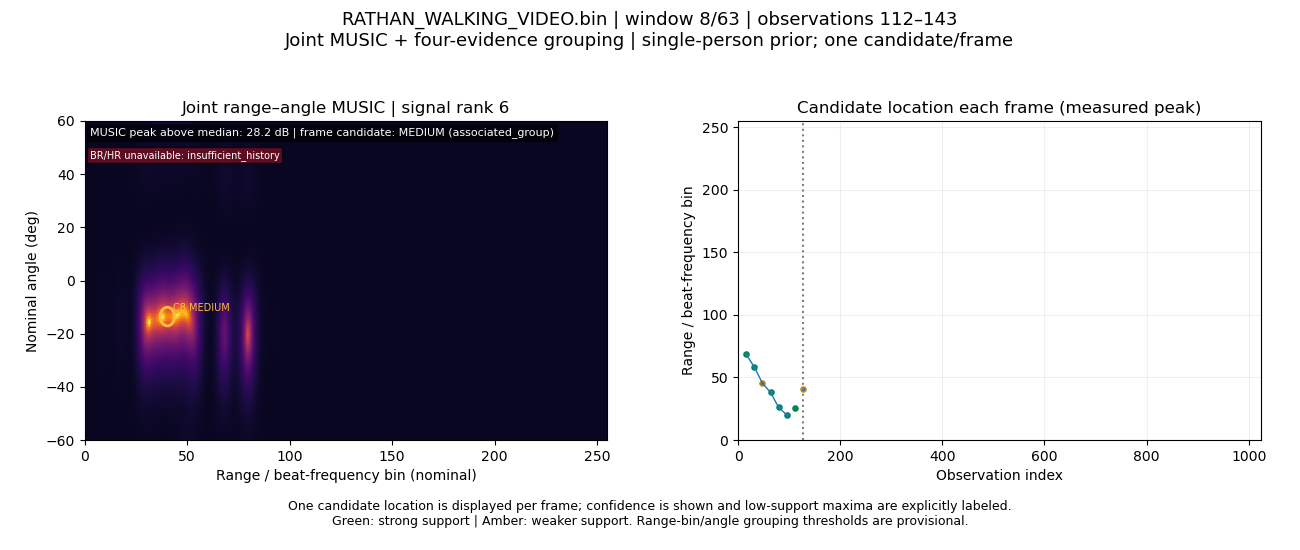 RATHAN_WALKING_VIDEO.bin | window 8/63 | observations 112–143
Joint MUSIC + four-evidence grouping | single-person prior; one candidate/frame
Joint range–angle MUSIC | signal rank 6
MUSIC peak above median: 28.2 dB | frame candidate: MEDIUM (associated_group)
BR/HR unavailable: insufficient_history
C8 MEDIUM
Nominal angle (deg)
60
40
20
0
−20
−40
−60
0
50
100
150
200
250
Range / beat-frequency bin (nominal)
Candidate location each frame (measured peak)
Range / beat-frequency bin
250
200
150
100
50
0
0
200
400
600
800
1000
Observation index
One candidate location is displayed per frame; confidence is shown and low-support maxima are explicitly labeled.
Green: strong support | Amber: weaker support. Range-bin/angle grouping thresholds are provisional.